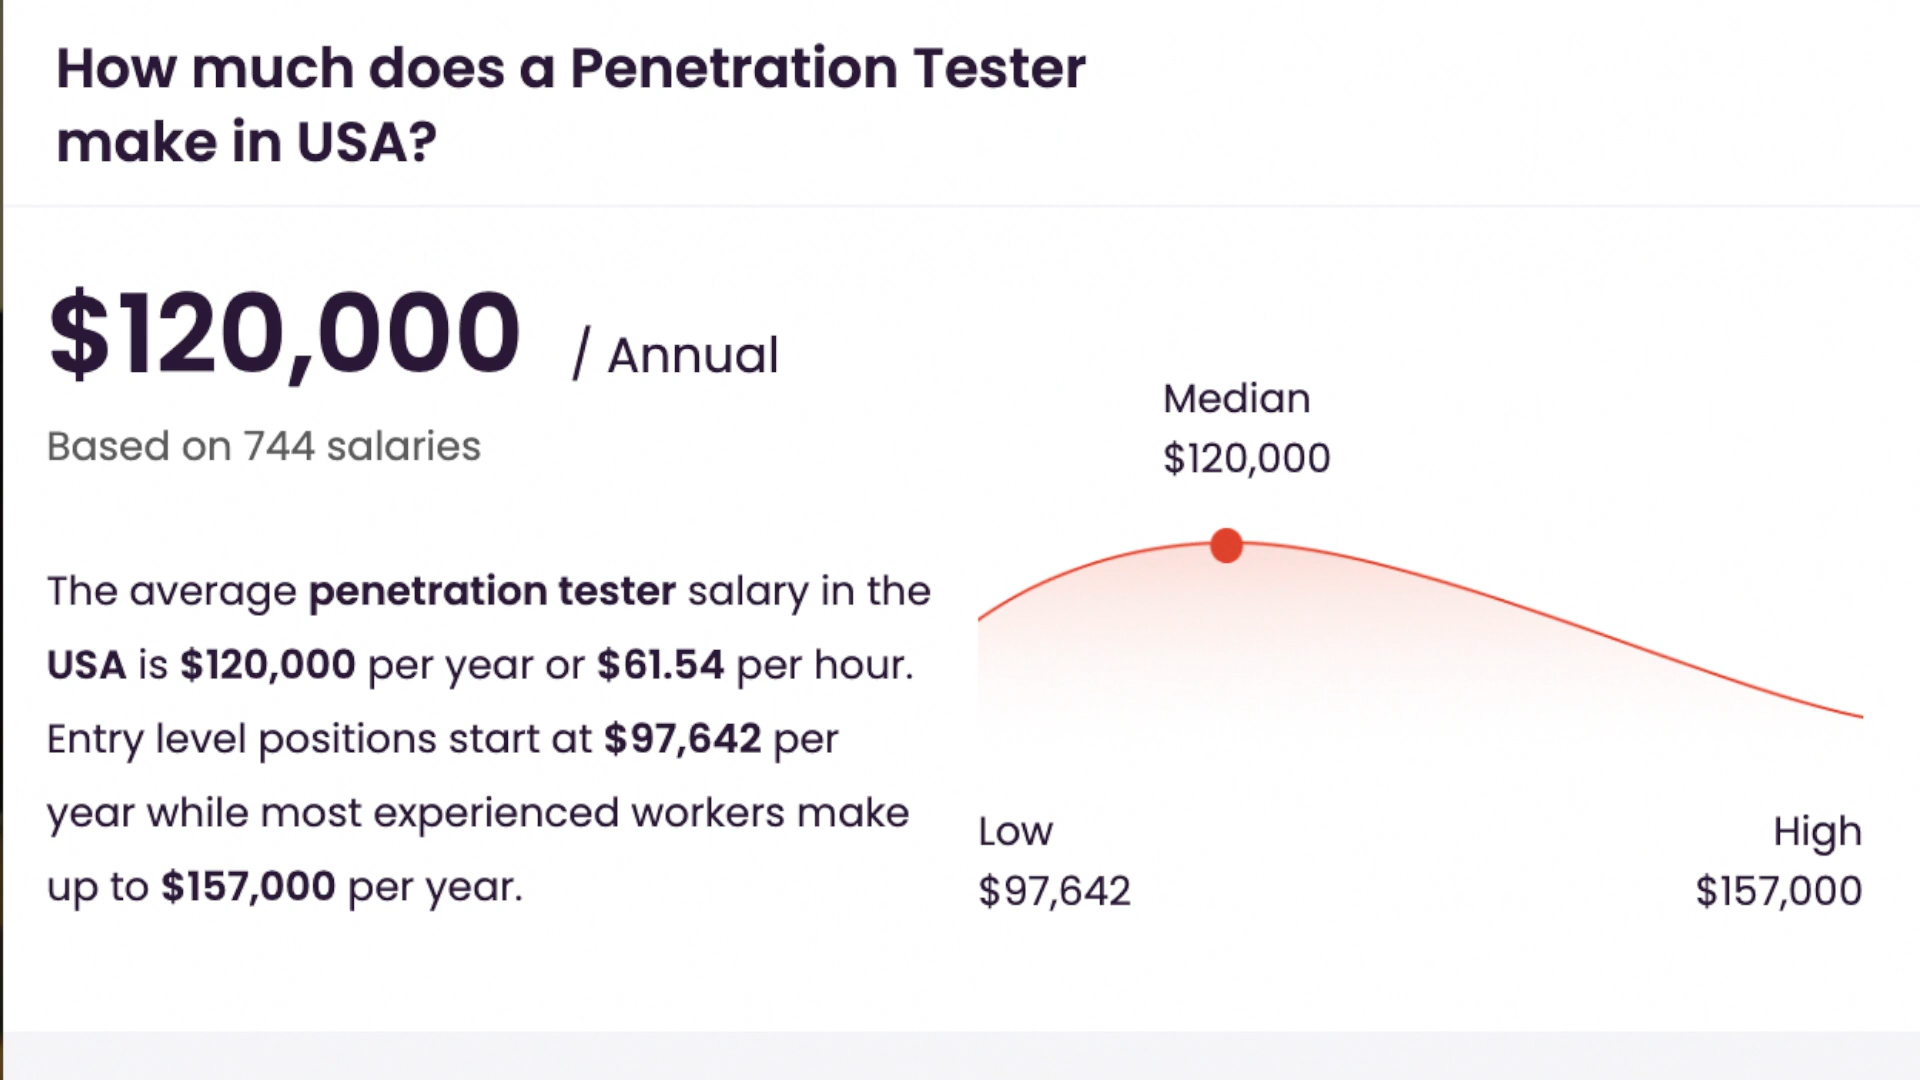 How much does a Penetration Tester
make in USA?
$120,000 / Annual
Based on 744 salaries
The average penetration tester salary in the
USA is $120,000 per year or $61.54 per hour.
Entry level positions start at $97,642 per
year while most experienced workers make
up to $157,000 per year.
Median
$120,000
Low
$97,642
High
$157,000